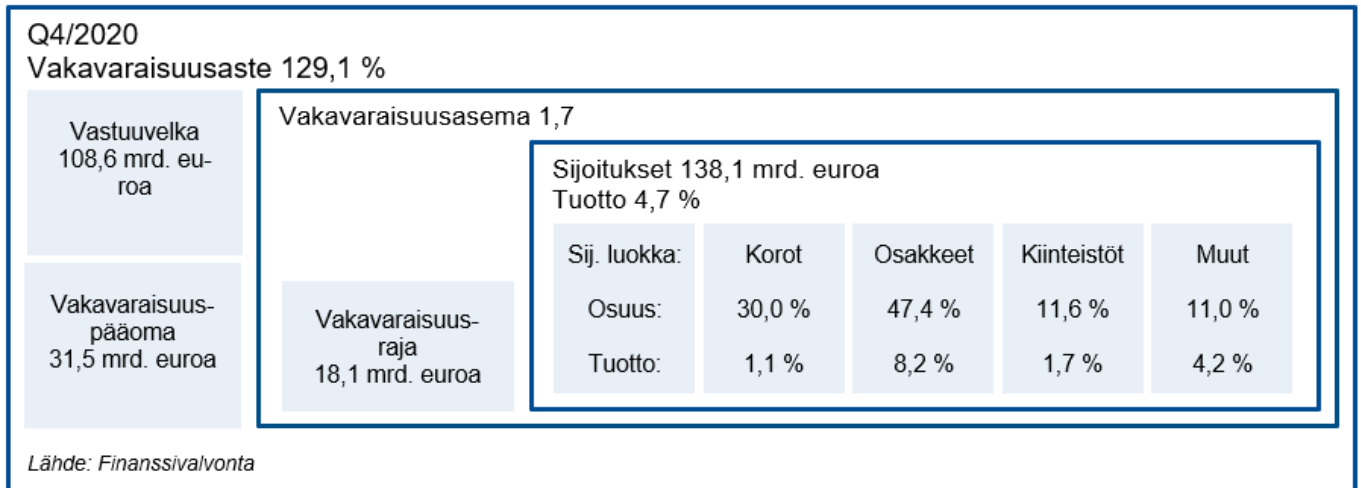 Q4/2020
Vakavaraisuusaste 129,1 %
Vastuuvelka
108,6 mrd. eu-
roa
Vakavaraisuus-
pääoma
31,5 mrd. euroa
Vakavaraisuusasema 1,7
Vakavaraisuus-
raja
18,1 mrd. euroa
Sijoitukset 138,1 mrd. euroa
Tuotto 4,7 %
Sij. luokka: Korot Osakkeet Kiinteistöt Muut
Osuus: 30,0 % 47,4 % 11,6 % 11,0 %
Tuotto: 1,1 % 8,2 % 1,7 % 4,2 %
Lähde: Finanssivalvonta